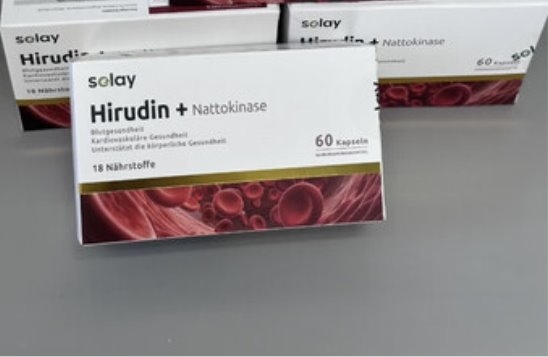 solay
Hirudin +
18 Nährstoffe
solay
Hirudin + Nattokinase
60 Kapseln
solay
Hirudin + Nattokinase
Blutgesundheit
Kardiovaskuläre Gesundheit
Unterstützt die körperliche Gesundheit
60 Kapseln
18 Nährstoffe